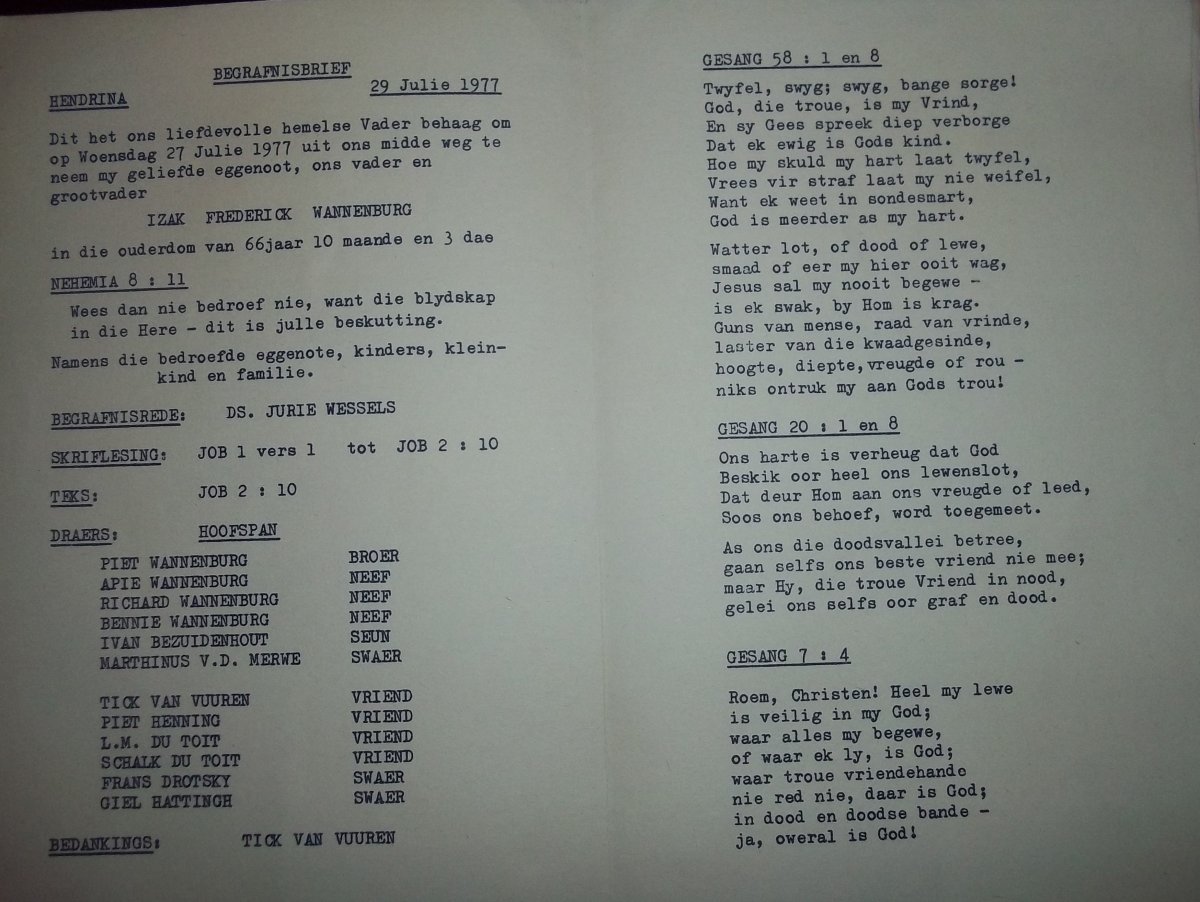 BEGRAFNISBRIEF
HENDRINA 29 Julie 1977
Dit het ons liefdevolle hemelse Vader behaag om
op Woensdag 27 Julie 1977 uit ons midde weg te
neem my geliefde eggenoot, ons vader en
grootvader
IZAK FREDERICK WANNENBURG
in die ouderdom van 66jaar 10 maande en 3 dae
NEHEMIA 8 : 11
Wees dan nie bedroef nie, want die blydskap
in die Here - dit is julle beskutting.
Namens die bedroefde eggenote, kinders, klein-
kind en familie.
BEGRAFNISREDE: DS. JURIE WESSELS
SKRIFLESING: JOB 1 vers 1 tot JOB 2 : 10
TEKS: JOB 2 : 10
DRAERS: HOOFSPAN
PIET WANNENBURG BROER
APIE WANNENBURG NEEF
RICHARD WANNENBURG NEEF
BENNIE WANNENBURG NEEF
IVAN BEZUIDENHOUT SEUN
MARTHINUS V.D. MERWE SWAER
TICK VAN VUUREN VRIEND
PIET HENNING VRIEND
L.M. DU TOIT VRIEND
SCHALK DU TOIT VRIEND
FRANS DROTSKY SWAER
GIEL HATTINGH SWAER
BEDANKINGS: TICK VAN VUUREN
GESANG 58 : 1 en 8
Twyfel, swyg; swyg, bange sorge!
God, die troue, is my Vrind,
En sy Gees spreek diep verborge
Dat ek ewig is Gods kind.
Hoe my skuld my hart laat twyfel,
Vrees vir straf laat my nie weifel,
Want ek weet in sondesmart,
God is meerder as my hart.
Watter lot, of dood of lewe,
smaad of eer my hier ooit wag,
Jesus sal my nooit begewe -
is ek swak, by Hom is krag.
Guns van mense, raad van vrinde,
laster van die kwaadgesinde,
hoogte, diepte, vreugde of rou -
niks ontruk my aan Gods trou!
GESANG 20 : 1 en 8
Ons harte is verheug dat God
Beskik oor heel ons lewenslot,
Dat deur Hom aan ons vreugde of leed,
Soos ons behoef, word toegemeet.
As ons die doodsvallei betree,
gaan selfs ons beste vriend nie mee;
maar Hy, die troue Vriend in nood,
gelei ons selfs oor graf en dood.
GESANG 7 : 4
Roem, Christen! Heel my lewe
is veilig in my God;
waar alles my begewe,
of waar ek ly, is God;
waar troue vriendehande
nie red nie, daar is God;
in dood en doodse bande -
ja, oweral is God!